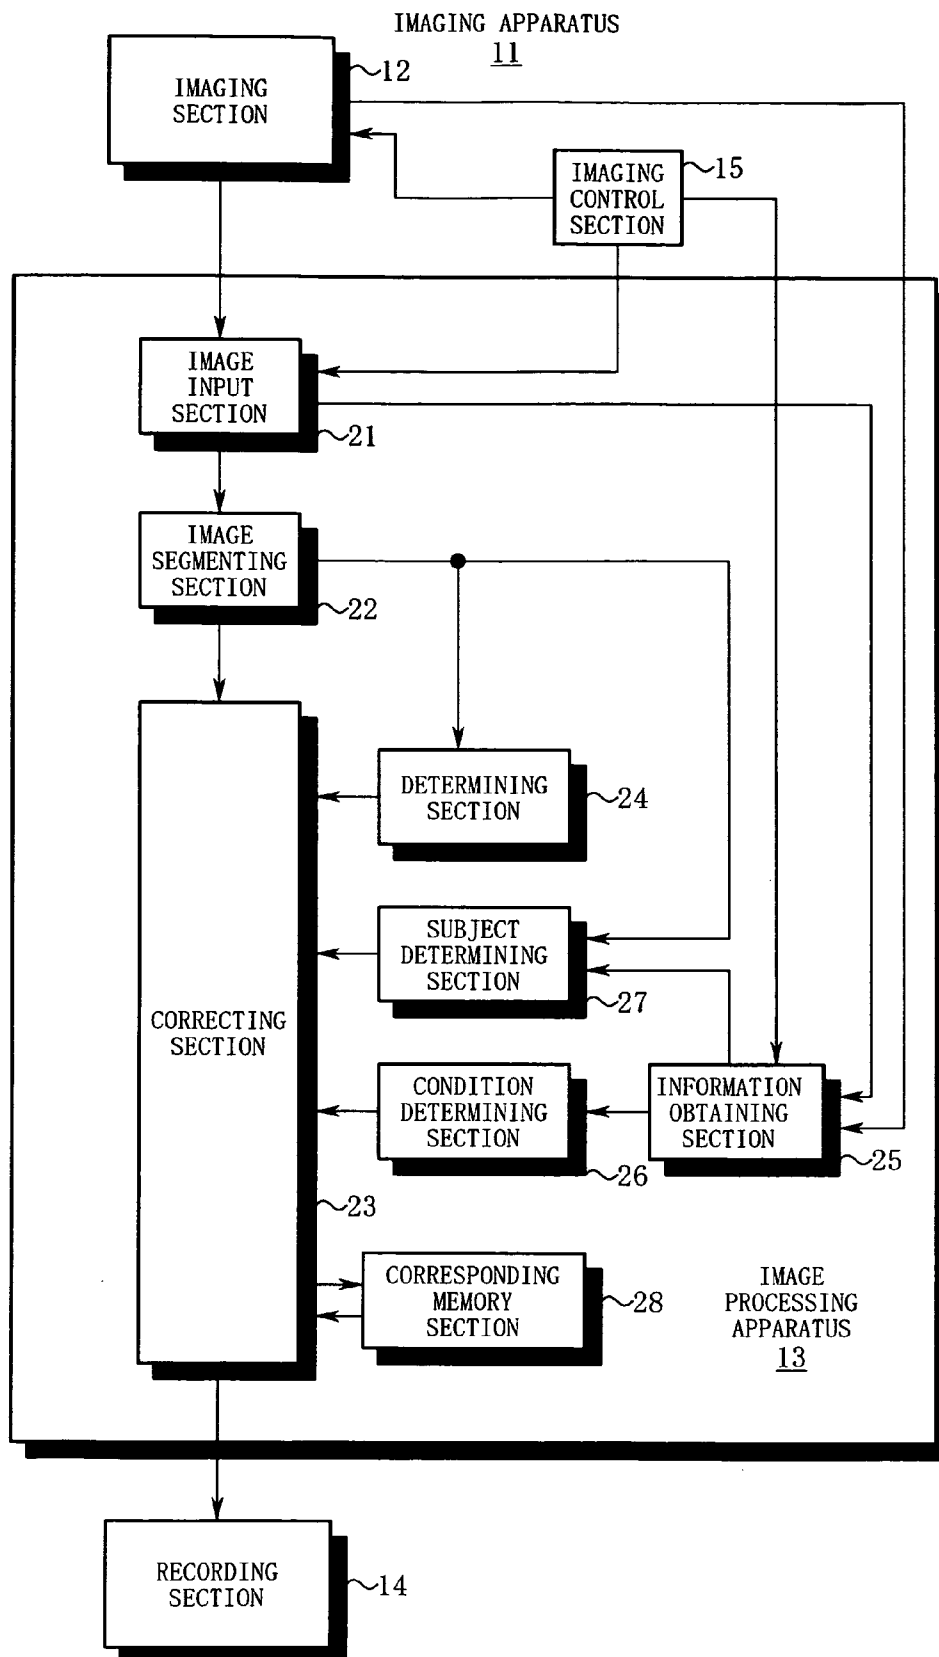 IMAGING APPARATUS
11
IMAGING
SECTION
12
IMAGING
CONTROL
SECTION
15
IMAGE
INPUT
SECTION
21
IMAGE
SEGMENTING
SECTION
22
DETERMINING
SECTION
24
SUBJECT
DETERMINING
SECTION
27
CORRECTING
SECTION
23
CONDITION
DETERMINING
SECTION
26
INFORMATION
OBTAINING
SECTION
25
CORRESPONDING
MEMORY
SECTION
28
IMAGE
PROCESSING
APPARATUS
13
RECORDING
SECTION
14